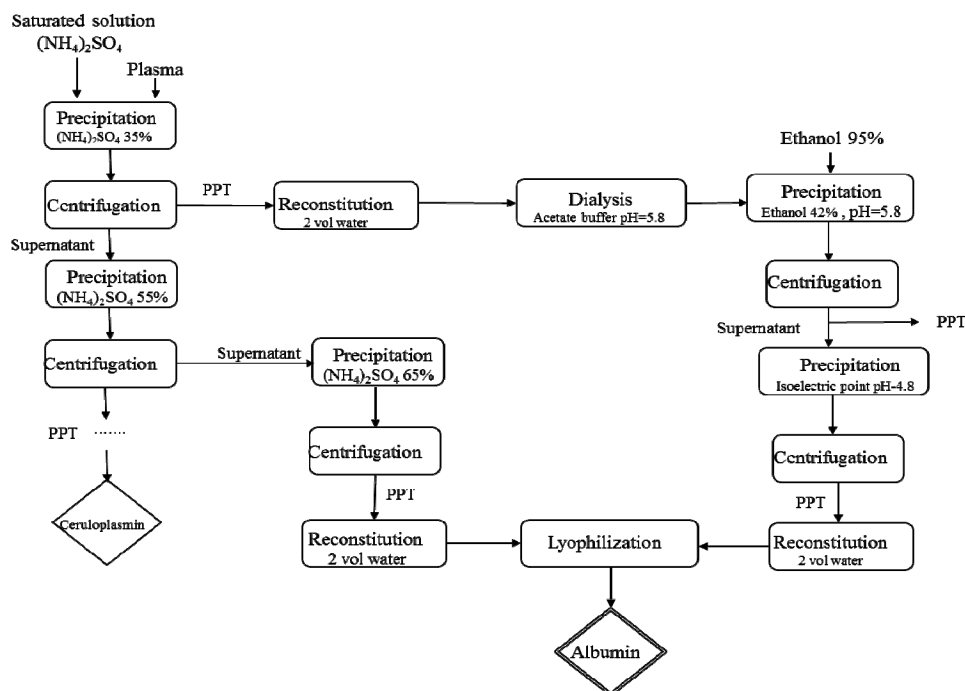 Saturated solution
(NH₄)₂SO₄
Plasma
Precipitation
(NH₄)₂SO₄ 35%
Centrifugation
PPT
Reconstitution
2 vol water
Dialysis
Acetate buffer pH=5.8
Ethanol 95%
Precipitation
Ethanol 42% , pH=5.8
Supernatant
Precipitation
(NH₄)₂SO₄ 55%
Centrifugation
Centrifugation
Supernatant
PPT
Supernatant
Precipitation
(NH₄)₂SO₄ 65%
Precipitation
Isoelectric point pH-4.8
PPT .......
Centrifugation
Centrifugation
PPT
PPT
Ceruloplasmin
Reconstitution
2 vol water
Lyophilization
Reconstitution
2 vol water
Albumin